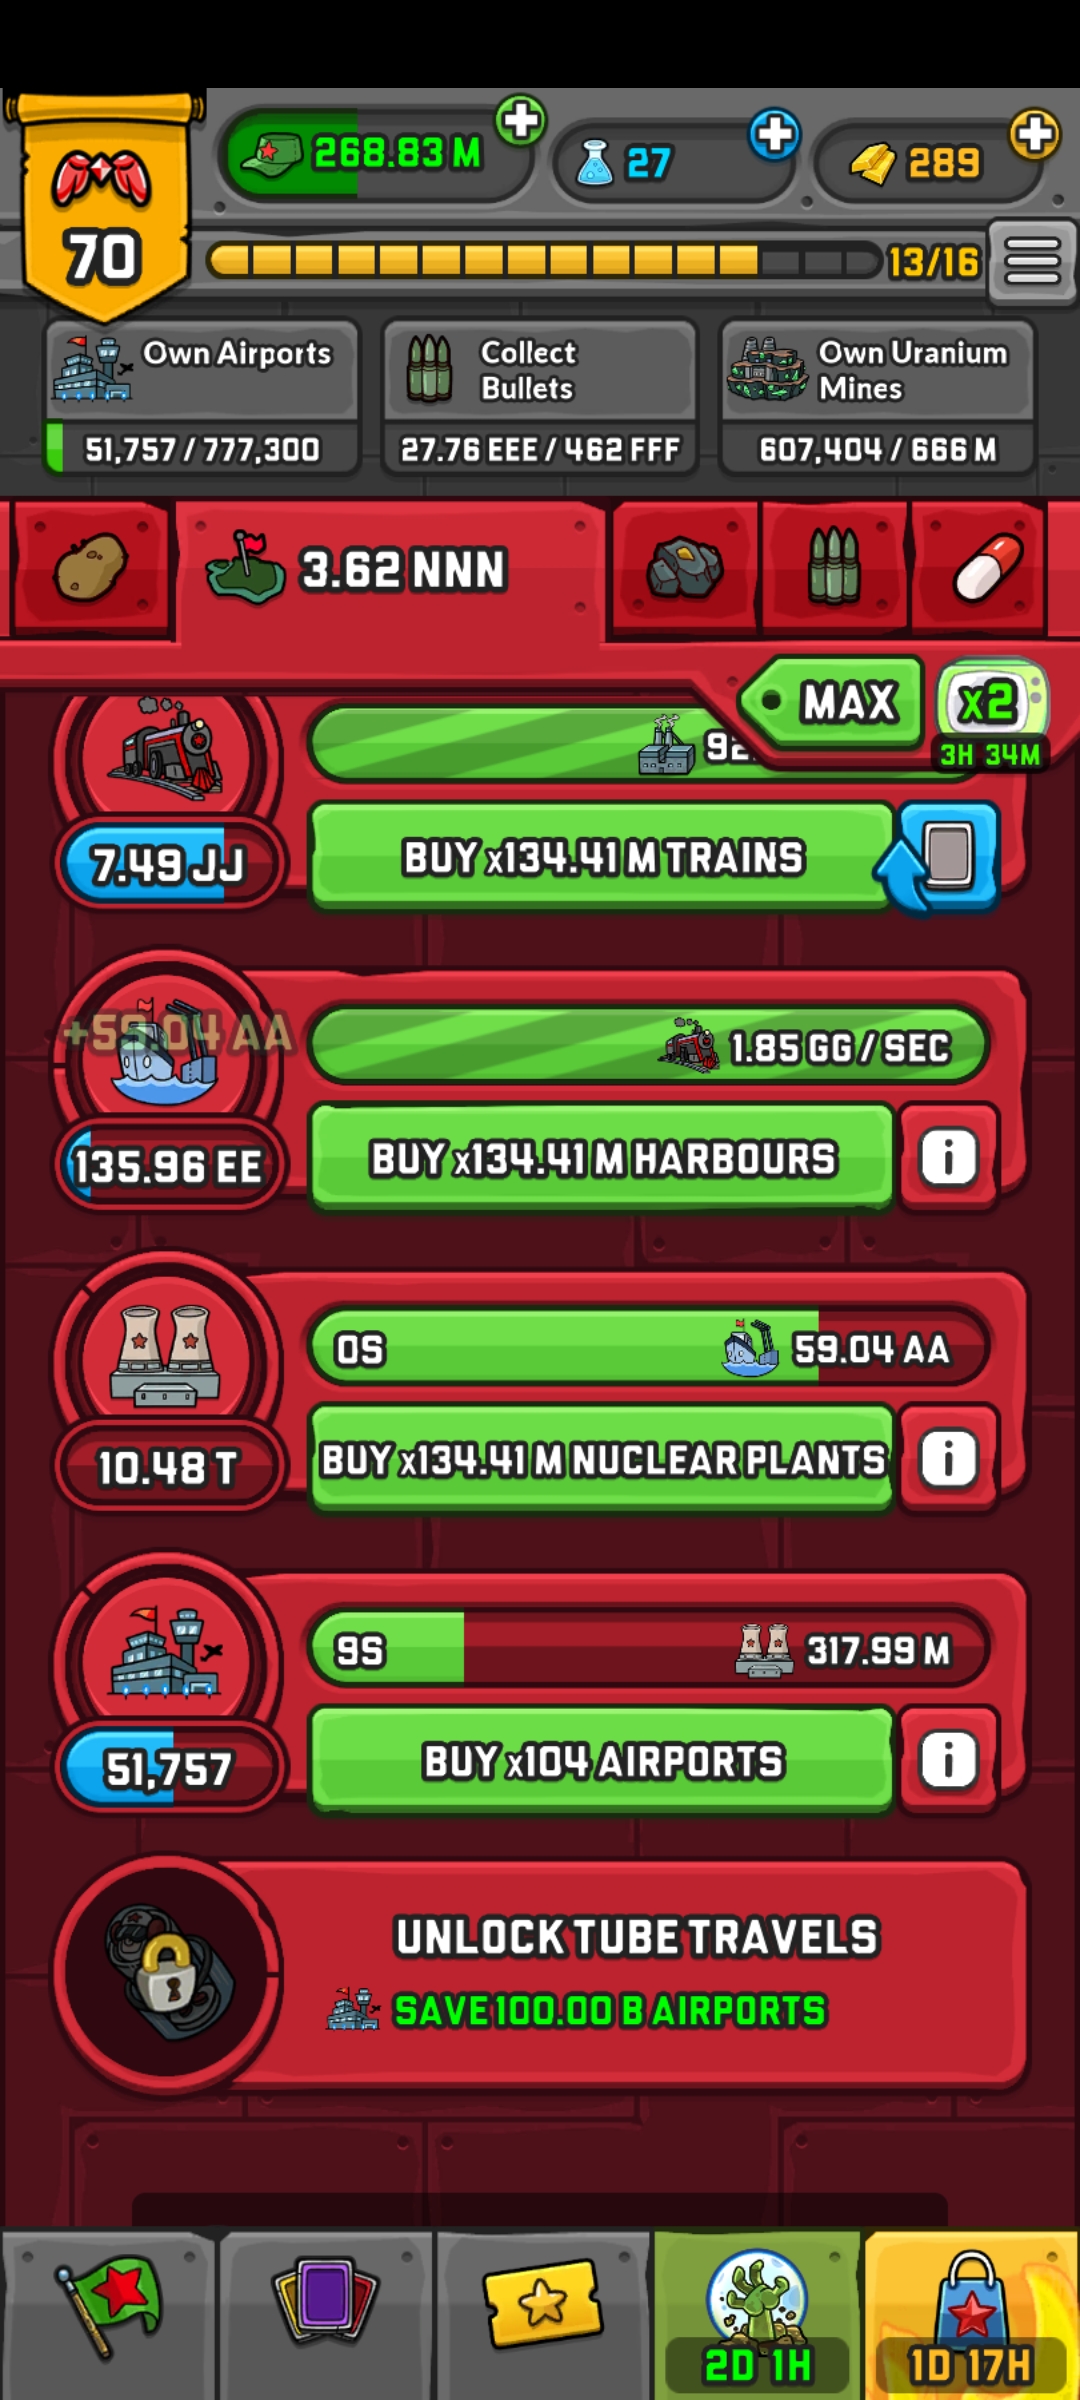 268.83 M
27
289
70
13/16
Own Airports
51,757 / 777,300
Collect
Bullets
27.76 EEE / 462 FFF
Own Uranium
Mines
607,404 / 666 M
3.62 NNN
MAX
x2
3H 34M
92.
7.49 JJ
BUY x134.41 M TRAINS
+59.04 AA
1.85 GG / SEC
135.96 EE
BUY x134.41 M HARBOURS
i
0S
59.04 AA
10.48 T
BUY x134.41 M NUCLEAR PLANTS
i
9S
317.99 M
51,757
BUY x104 AIRPORTS
i
UNLOCK TUBE TRAVELS
SAVE 100.00 B AIRPORTS
2D 1H
1D 17H